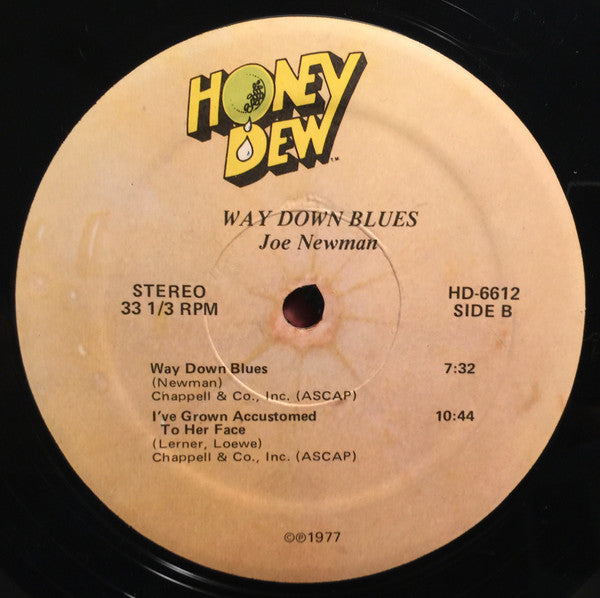 HONEY
DEW™
WAY DOWN BLUES
Joe Newman
STEREO
33 1/3 RPM
HD-6612
SIDE B
Way Down Blues 7:32
(Newman)
Chappell & Co., Inc. (ASCAP)
I've Grown Accustomed 10:44
To Her Face
(Lerner, Loewe)
Chappell & Co., Inc. (ASCAP)
©℗1977